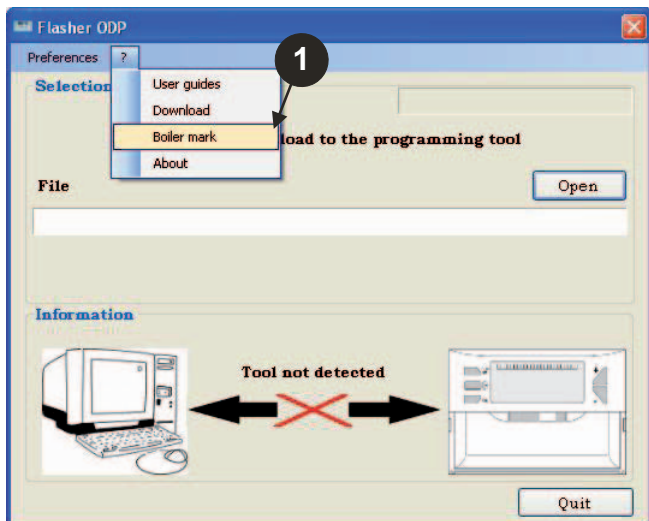 Flasher ODP
Preferences ?
1
Selection
User guides
Download
Boiler mark
load to the programming tool
About
File
Open
Information
Tool not detected
Quit